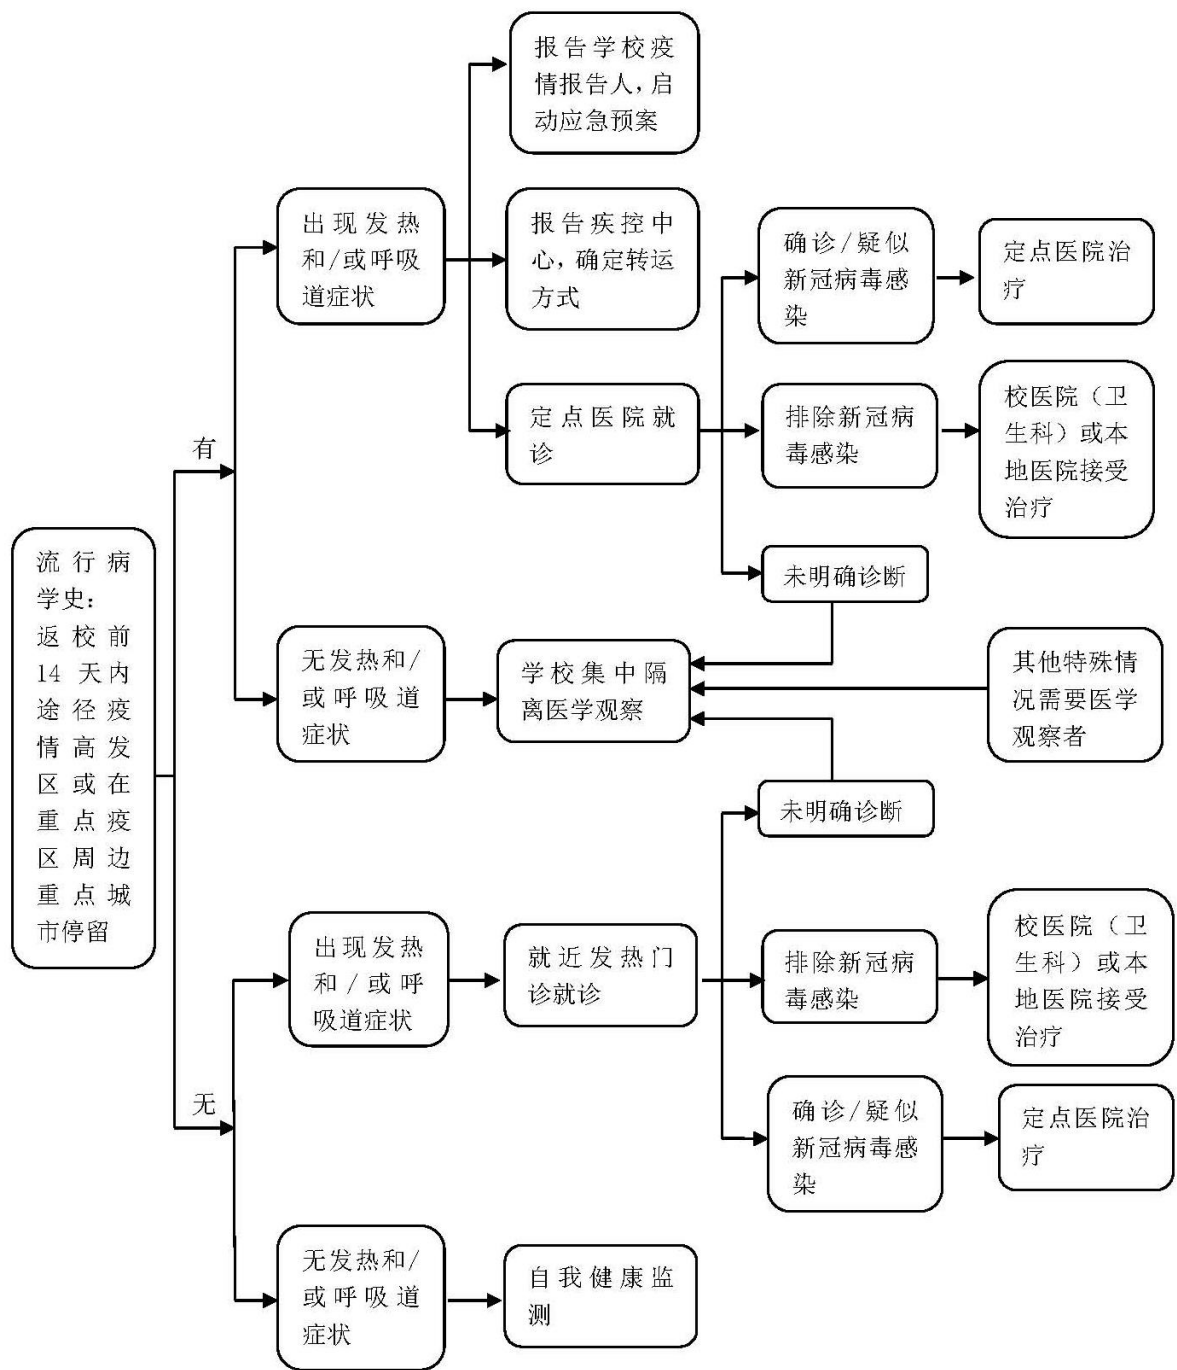 报告学校疫
情报告人，启
动应急预案
出现发热
和/或呼吸
道症状
报告疾控中
心，确定转运
方式
确诊/疑似
新冠病毒感
染
定点医院治
疗
定点医院就
诊
排除新冠病
毒感染
校医院（卫
生科）或本
地医院接受
治疗
有
未明确诊断
流行病
学史：
返校前
14天内
途径疫
情高发
区或在
重点疫
区周边
重点城
市停留
无发热和/
或呼吸道
症状
学校集中隔
离医学观察
其他特殊情
况需要医学
观察者
未明确诊断
出现发热
和/或呼
吸道症状
就近发热门
诊就诊
排除新冠病
毒感染
校医院（卫
生科）或本
地医院接受
治疗
无
确诊/疑似
新冠病毒感
染
定点医院治
疗
无发热和/
或呼吸道
症状
自我健康监
测